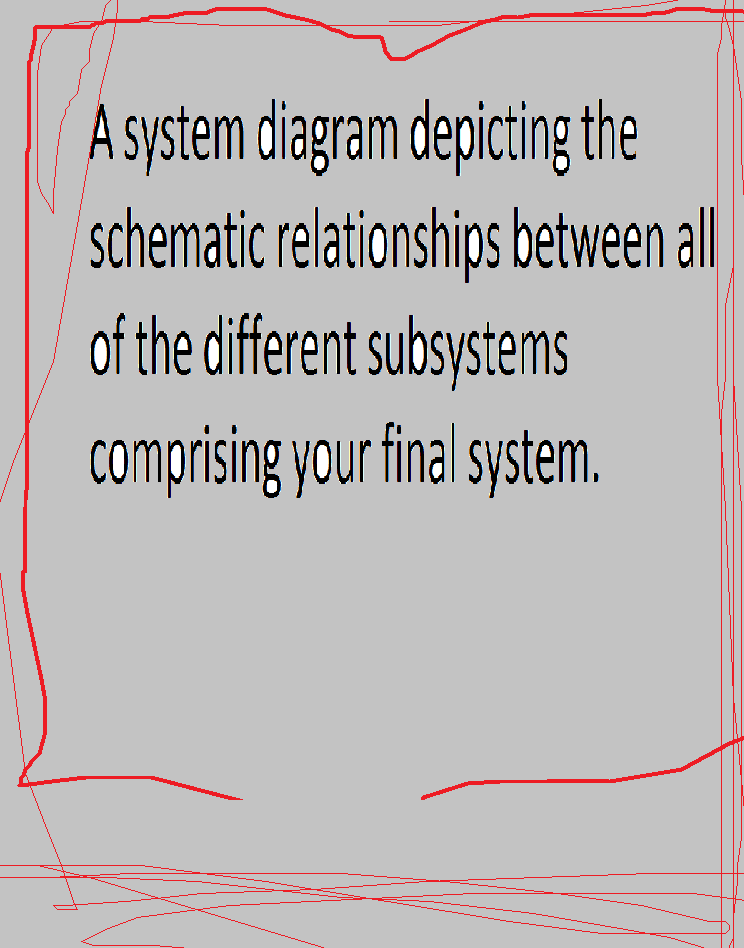 A system diagram depicting the
schematic relationships between all
of the different subsystems
comprising your final system.